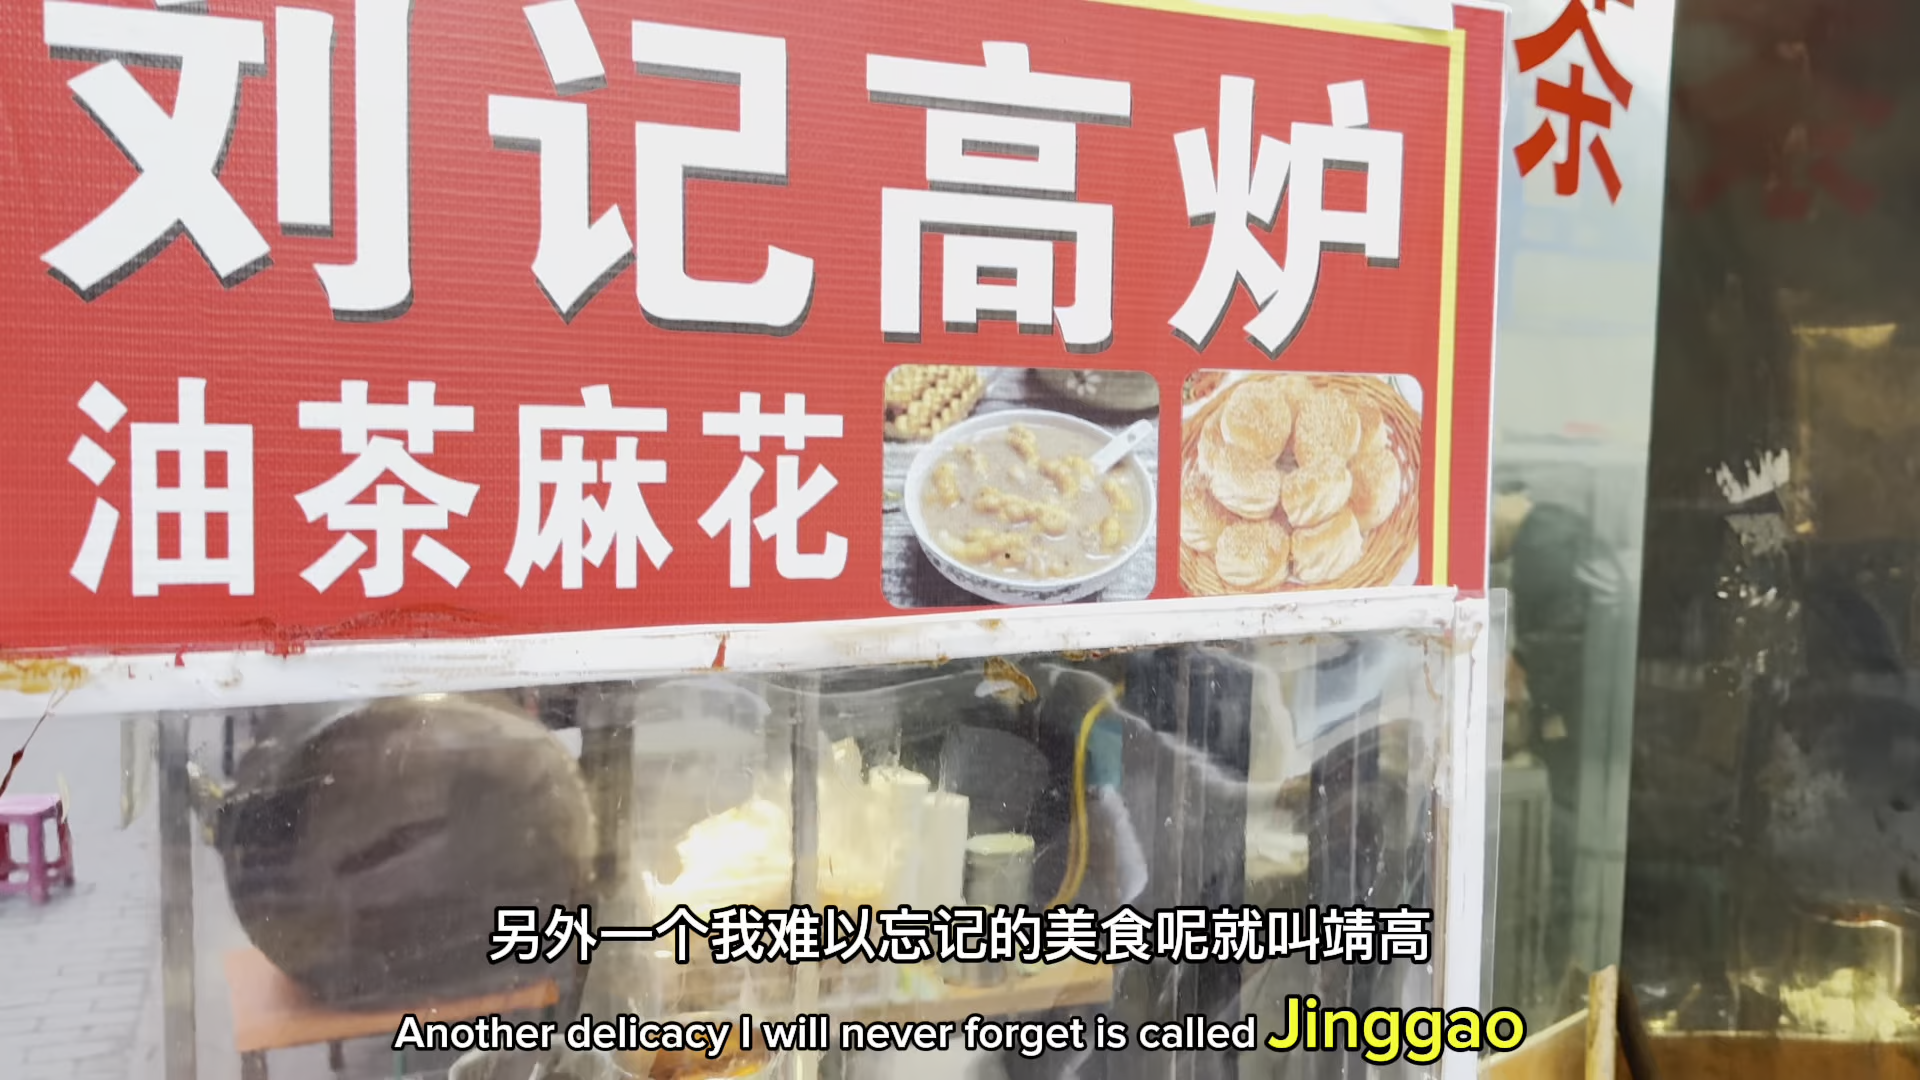 刘记高炉
茶
油茶麻花
另外一个我难以忘记的美食呢就叫靖高
Another delicacy I will never forget is called Jinggao